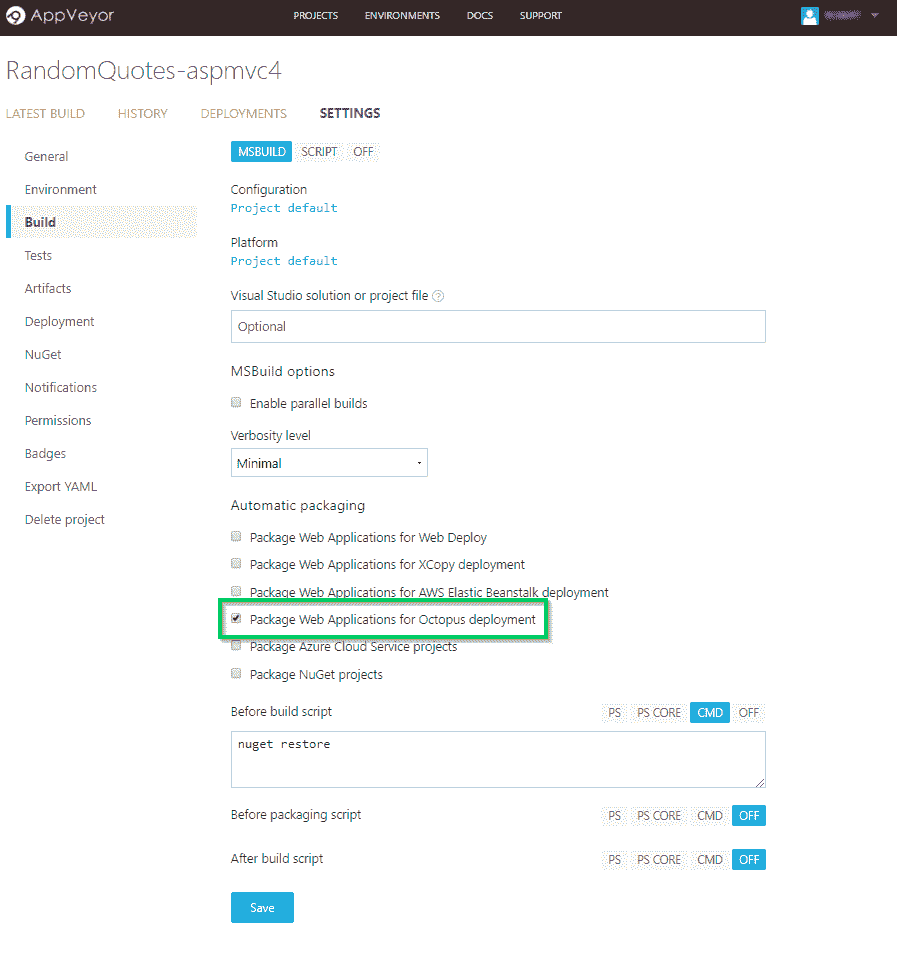 AppVeyor PROJECTS ENVIRONMENTS DOCS SUPPORT
RandomQuotes-aspmvc4
LATEST BUILD HISTORY DEPLOYMENTS SETTINGS
General
Environment
Build
Tests
Artifacts
Deployment
NuGet
Notifications
Permissions
Badges
Export YAML
Delete project
MSBUILD SCRIPT OFF
Configuration
Project default
Platform
Project default
Visual Studio solution or project file ?
Optional
MSBuild options
Enable parallel builds
Verbosity level
Minimal
Automatic packaging
Package Web Applications for Web Deploy
Package Web Applications for XCopy deployment
Package Web Applications for AWS Elastic Beanstalk deployment
Package Web Applications for Octopus deployment
Package Azure Cloud Service projects
Package NuGet projects
Before build script PS PS CORE CMD OFF
nuget restore
Before packaging script PS PS CORE CMD OFF
After build script PS PS CORE CMD OFF
Save